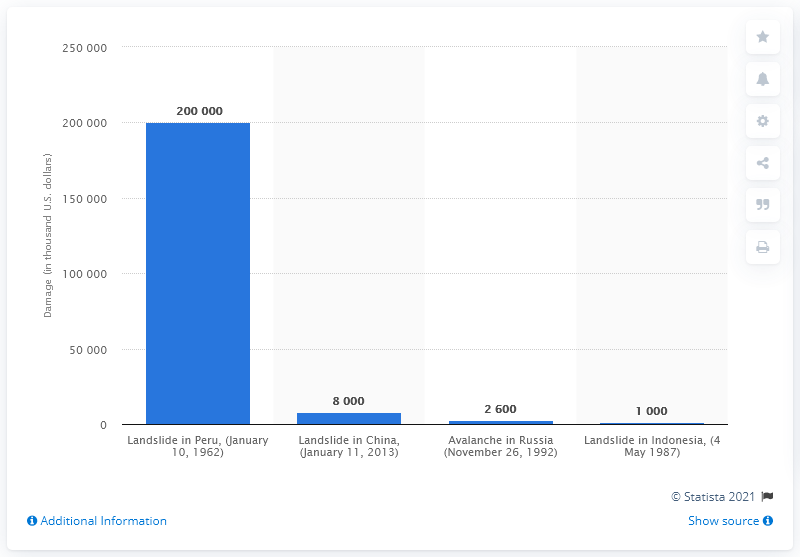 250 000
200 000
150 000
100 000
50 000
0
Damage (in thousand U.S. dollars)
200 000
8 000
2 600
1 000
Landslide in Peru, (January
10, 1962)
Landslide in China,
(January 11, 2013)
Avalanche in Russia
(November 26, 1992)
Landslide in Indonesia, (4
May 1987)
© Statista 2021
Additional Information
Show source